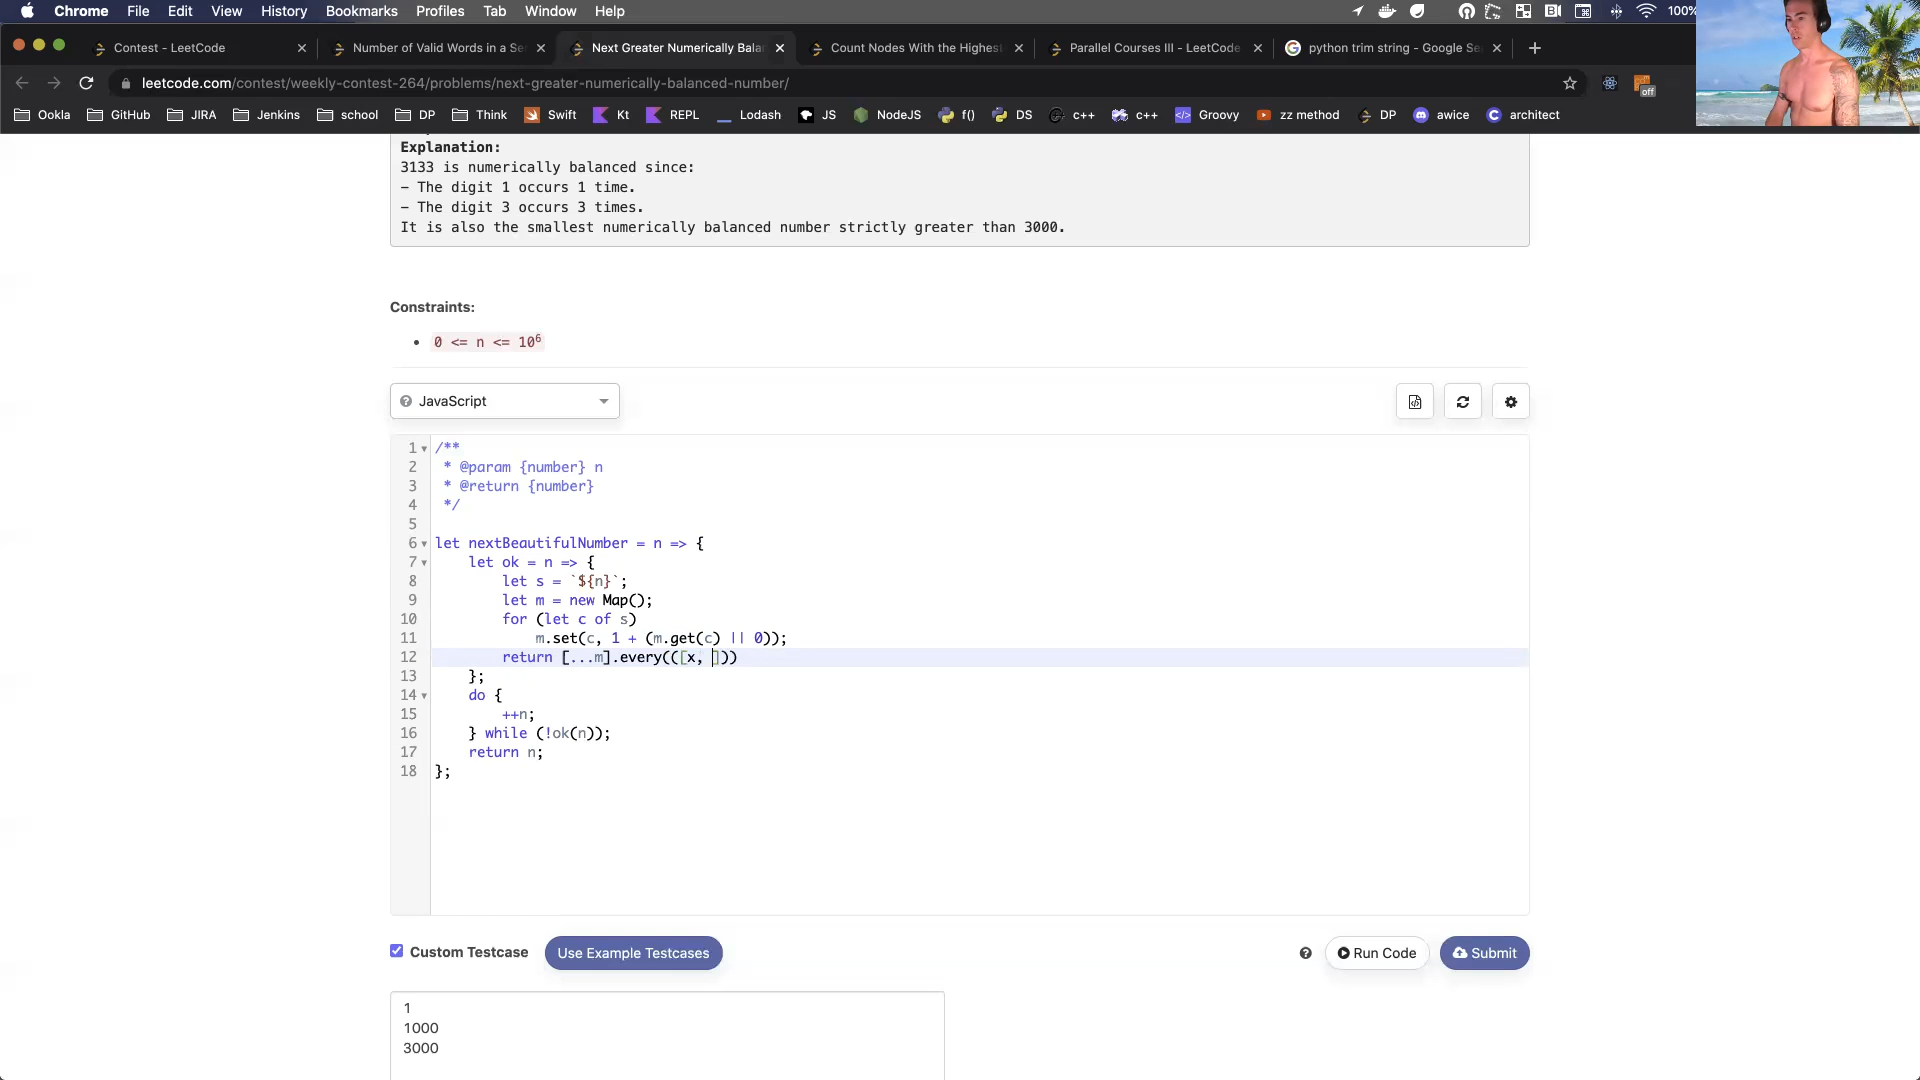 Chrome File Edit View History Bookmarks Profiles Tab Window Help 100%
Contest - LeetCode
Number of Valid Words in a Se
Next Greater Numerically Bala
Count Nodes With the Highest
Parallel Courses III - LeetCode
python trim string - Google Se
leetcode.com/contest/weekly-contest-264/problems/next-greater-numerically-balanced-number/
off
Ookla GitHub JIRA Jenkins school DP Think Swift Kt REPL Lodash JS NodeJS f() DS c++ c++ Groovy zz method DP awice architect
Explanation:
3133 is numerically balanced since:
- The digit 1 occurs 1 time.
- The digit 3 occurs 3 times.
It is also the smallest numerically balanced number strictly greater than 3000.
Constraints:
0 <= n <= 10⁶
JavaScript
1 /**
2 * @param {number} n
3 * @return {number}
4 */
5
6 let nextBeautifulNumber = n => {
7 let ok = n => {
8 let s = `${n}`;
9 let m = new Map();
10 for (let c of s)
11 m.set(c, 1 + (m.get(c) || 0));
12 return [...m].every(([x, ]))
13 };
14 do {
15 ++n;
16 } while (!ok(n));
17 return n;
18 };
Custom Testcase Use Example Testcases Run Code Submit
1
1000
3000